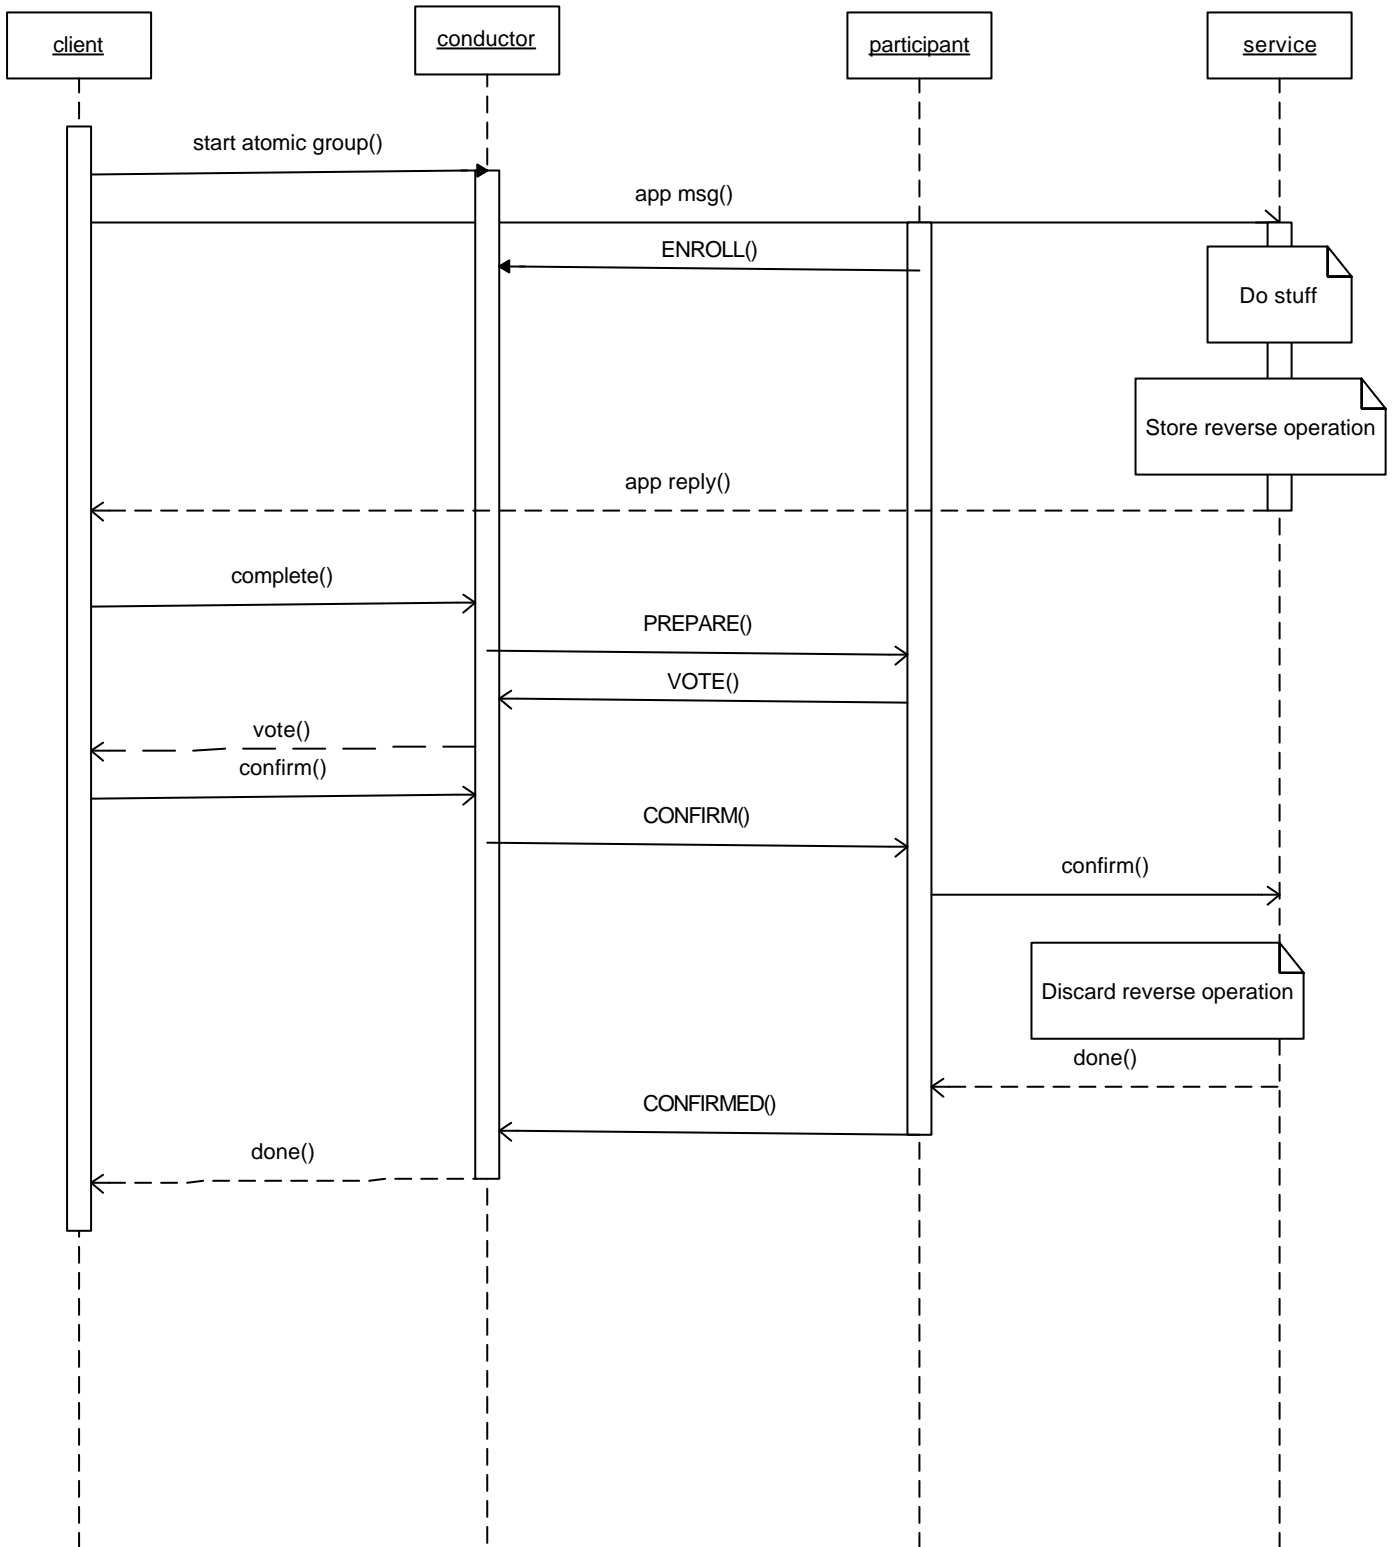 client
conductor
participant
service
start atomic group()
app msg()
ENROLL()
Do stuff
Store reverse operation
app reply()
complete()
PREPARE()
VOTE()
vote()
confirm()
CONFIRM()
confirm()
Discard reverse operation
done()
CONFIRMED()
done()